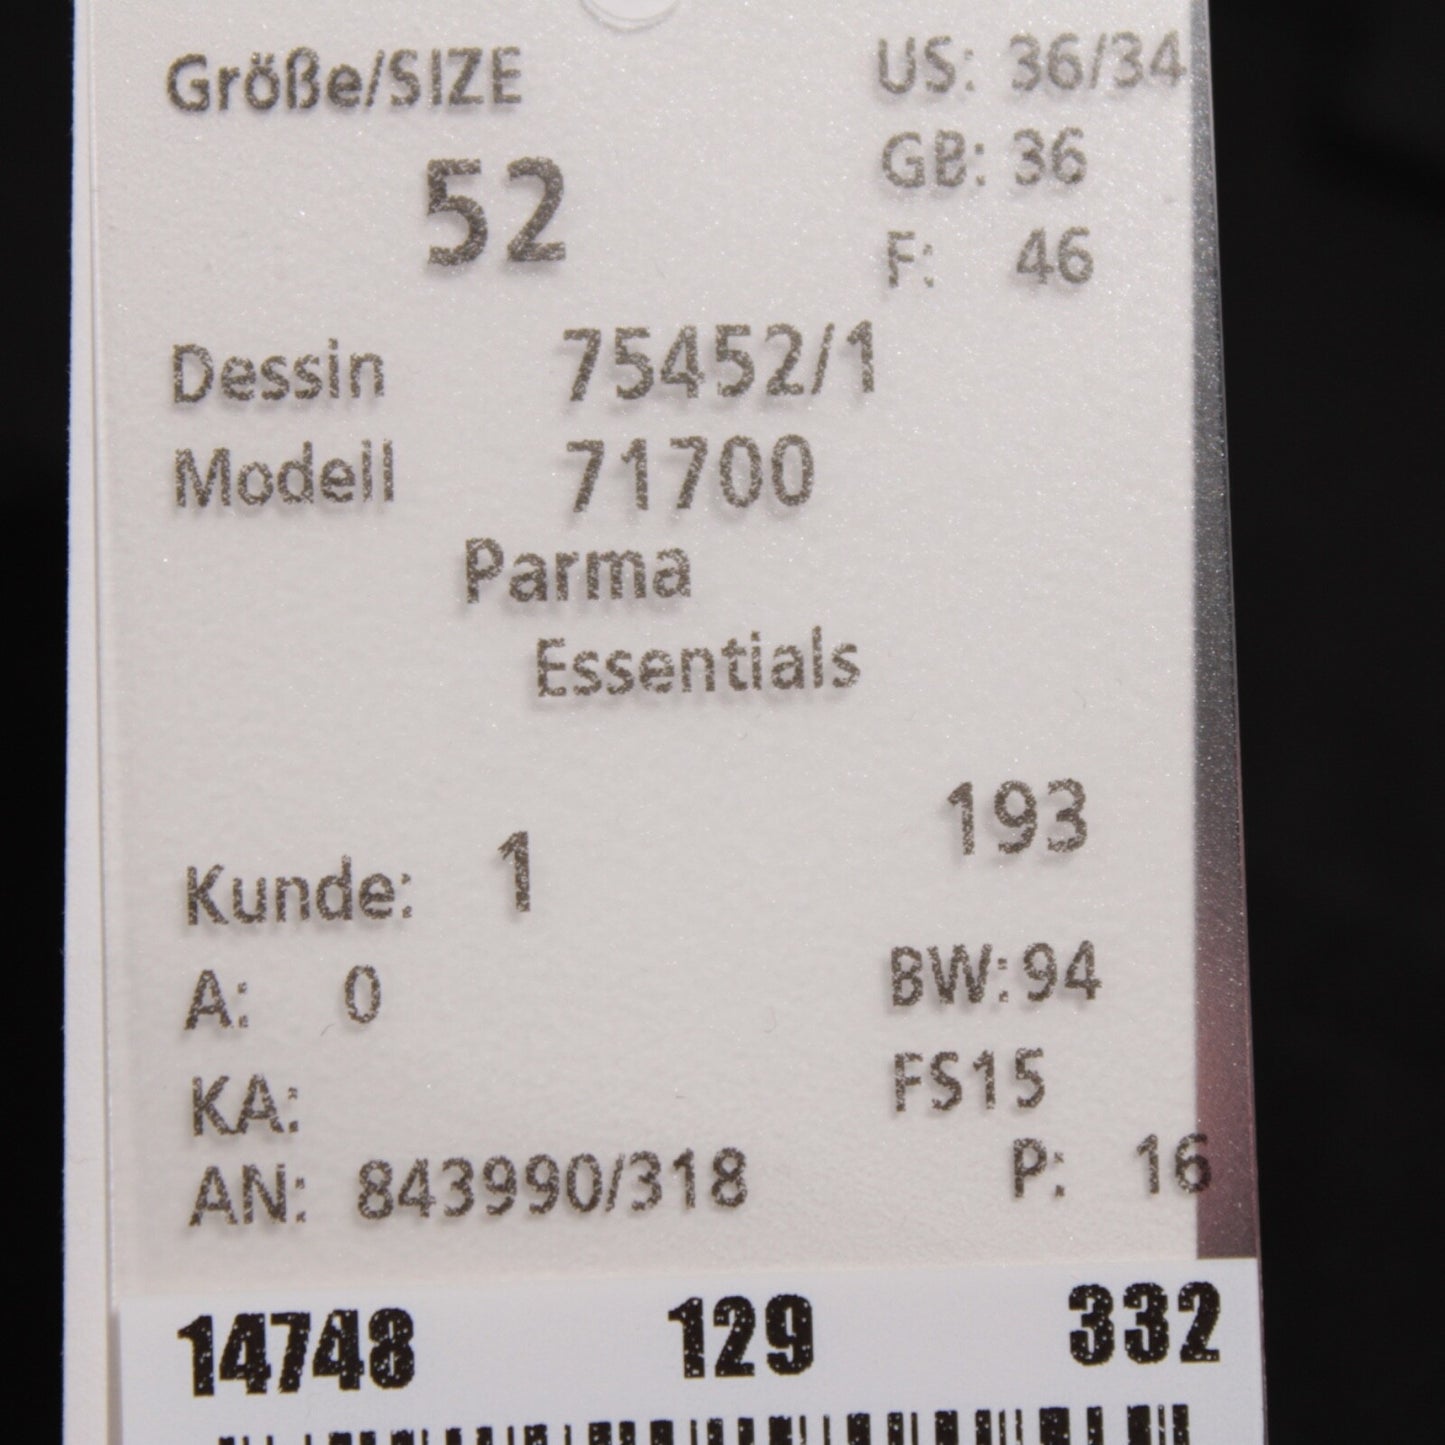 Größe/SIZE US: 36/34
52 GB: 36
F: 46
Dessin 75452/1
Modell 71700
Parma
Essentials
193
Kunde: 1
A: 0 BW: 94
KA: FS15
AN: 843990/318 P: 16
14748 129 332